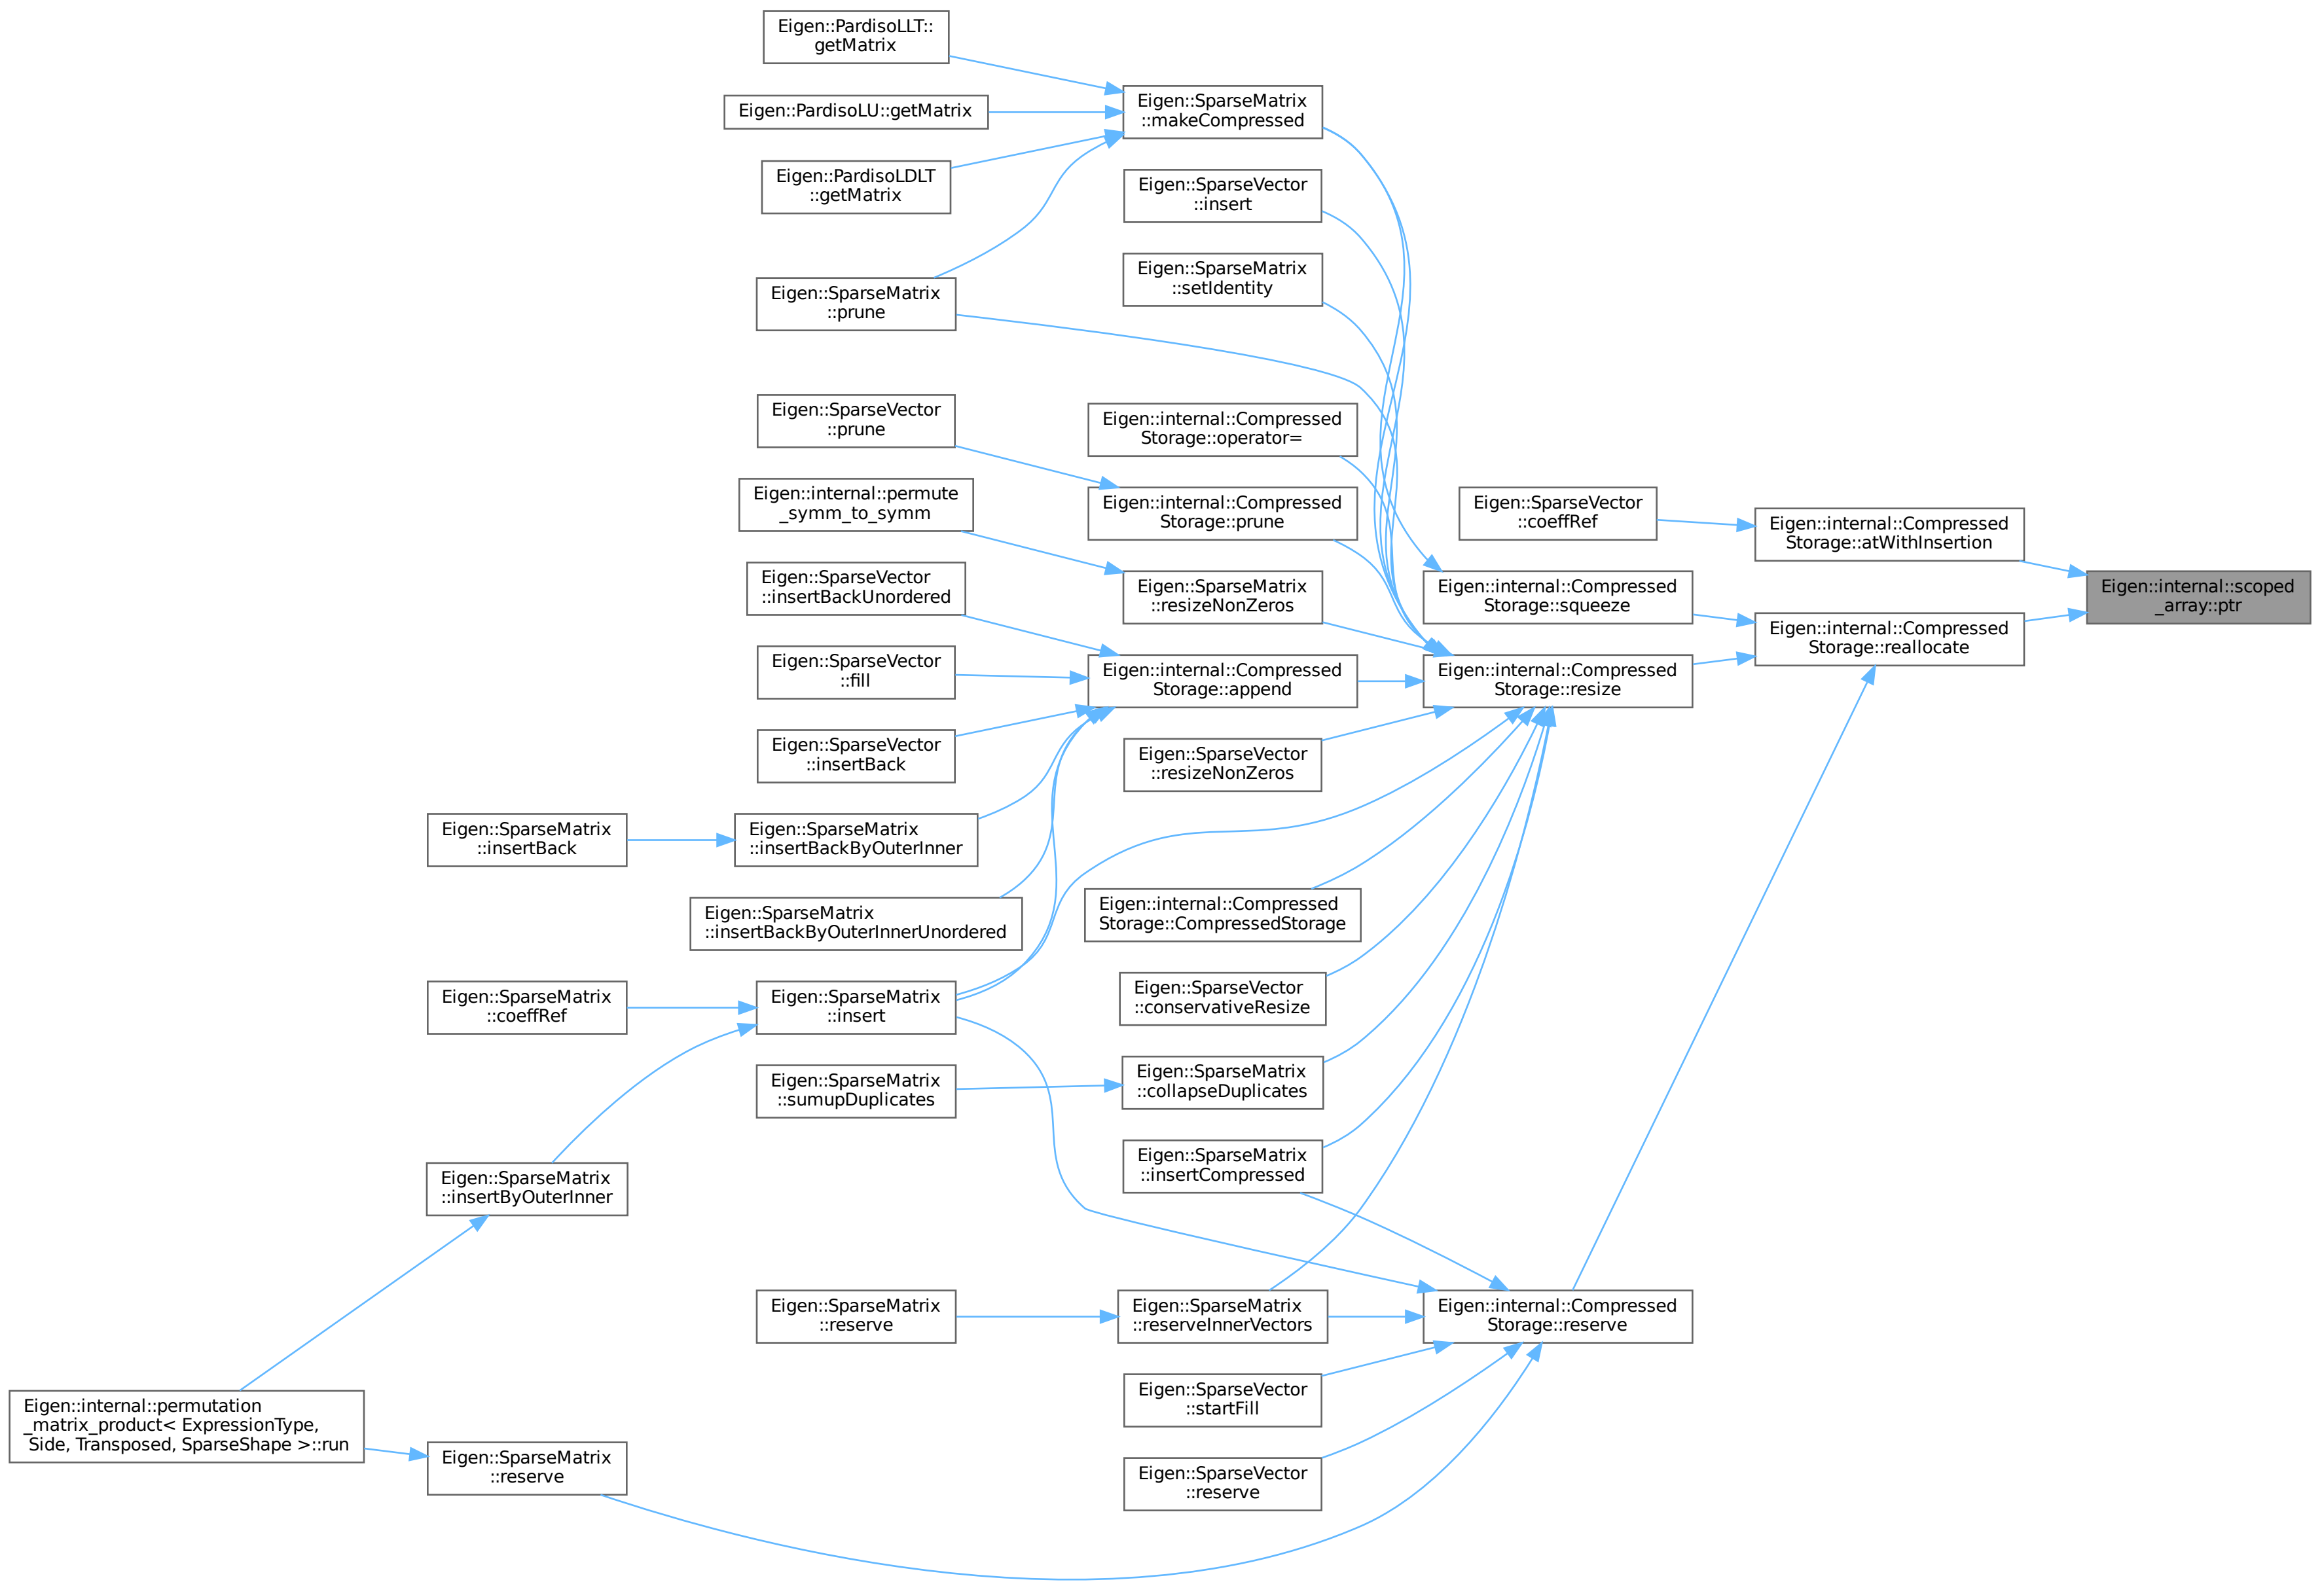 Eigen::PardisoLLT::
getMatrix
Eigen::PardisoLU::getMatrix
Eigen::PardisoLDLT
::getMatrix
Eigen::SparseMatrix
::prune
Eigen::SparseVector
::prune
Eigen::internal::permute
_symm_to_symm
Eigen::SparseVector
::insertBackUnordered
Eigen::SparseVector
::fill
Eigen::SparseVector
::insertBack
Eigen::SparseMatrix
::insertBack
Eigen::SparseMatrix
::insertBackByOuterInner
Eigen::SparseMatrix
::insertBackByOuterInnerUnordered
Eigen::SparseMatrix
::coeffRef
Eigen::SparseMatrix
::insert
Eigen::SparseMatrix
::sumupDuplicates
Eigen::SparseMatrix
::insertByOuterInner
Eigen::SparseMatrix
::reserve
Eigen::internal::permutation
_matrix_product< ExpressionType,
Side, Transposed, SparseShape >::run
Eigen::SparseMatrix
::reserve
Eigen::SparseMatrix
::makeCompressed
Eigen::SparseVector
::insert
Eigen::SparseMatrix
::setIdentity
Eigen::internal::Compressed
Storage::operator=
Eigen::internal::Compressed
Storage::prune
Eigen::SparseMatrix
::resizeNonZeros
Eigen::internal::Compressed
Storage::append
Eigen::SparseVector
::resizeNonZeros
Eigen::internal::Compressed
Storage::CompressedStorage
Eigen::SparseVector
::conservativeResize
Eigen::SparseMatrix
::collapseDuplicates
Eigen::SparseMatrix
::insertCompressed
Eigen::SparseMatrix
::reserveInnerVectors
Eigen::SparseVector
::startFill
Eigen::SparseVector
::reserve
Eigen::SparseVector
::coeffRef
Eigen::internal::Compressed
Storage::squeeze
Eigen::internal::Compressed
Storage::resize
Eigen::internal::Compressed
Storage::reserve
Eigen::internal::Compressed
Storage::atWithInsertion
Eigen::internal::Compressed
Storage::reallocate
Eigen::internal::scoped
_array::ptr